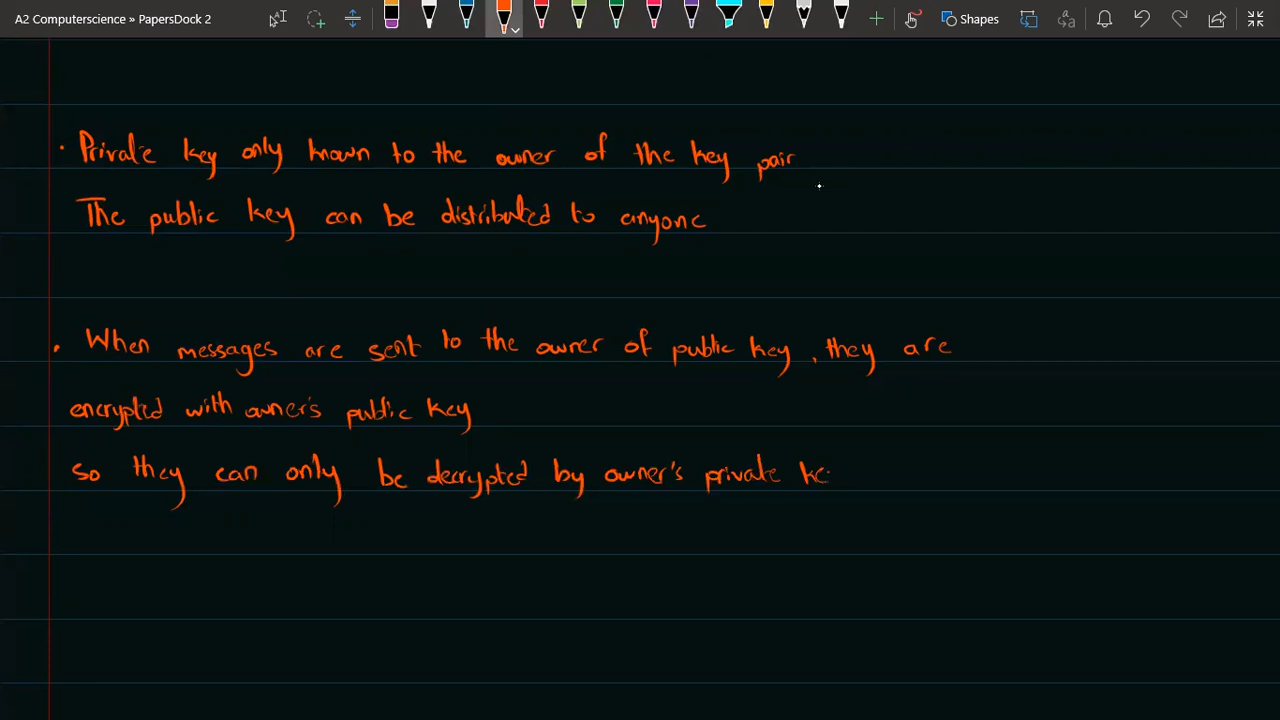 A2 Computerscience » PapersDock 2
Shapes
• Private key only known to the owner of the key pair
The public key can be distributed to anyone
• When messages are sent to the owner of public key, they are
encrypted with owner's public key
so they can only be decrypted by owner's private ke